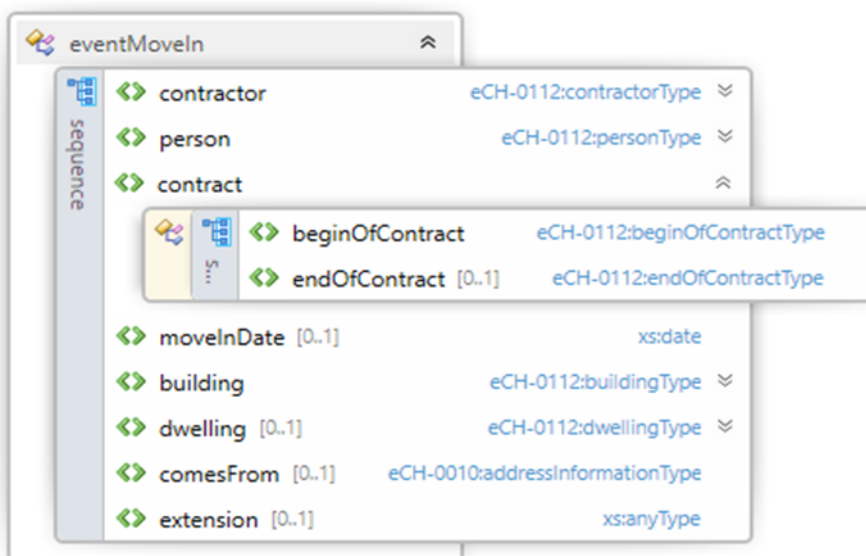 eventMoveIn
sequence
contractor eCH-0112:contractorType
person eCH-0112:personType
contract
s...
beginOfContract eCH-0112:beginOfContractType
endOfContract [0..1] eCH-0112:endOfContractType
moveInDate [0..1] xs:date
building eCH-0112:buildingType
dwelling [0..1] eCH-0112:dwellingType
comesFrom [0..1] eCH-0010:addressInformationType
extension [0..1] xs:anyType